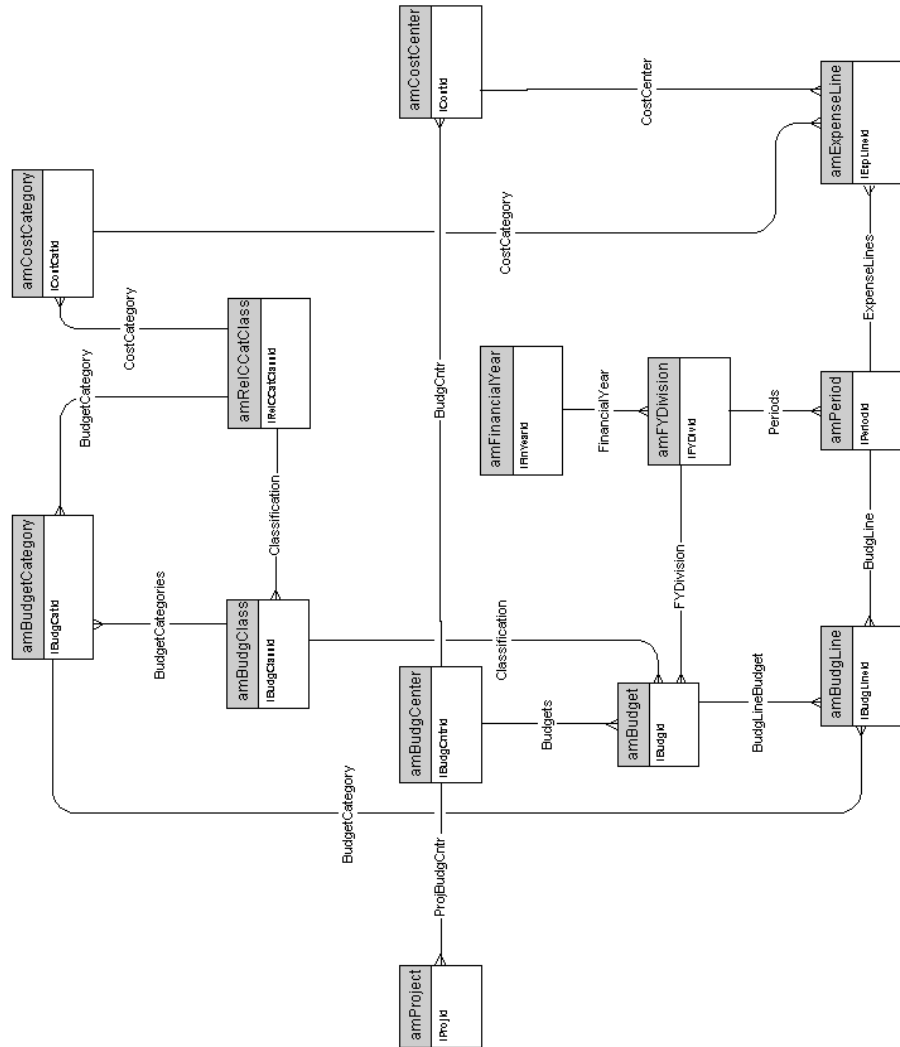 amBudgetCategory
lBudgCatId
amCostCategory
lCostCatId
BudgetCategory
CostCategory
BudgetCategories
BudgetCategory
amBudgClass
lBudgClassId
amRelCCatClass
lRelCCatClassId
Classification
amProject
lProjId
ProjBudgCntr
amBudgCenter
lBudgCntrId
BudgCntr
amCostCenter
lCostId
Classification
CostCategory
amFinancialYear
lFinYearId
Budgets
FinancialYear
amBudget
lBudgId
FYDivision
amFYDivision
lFYDivId
CostCenter
BudgLineBudget
Periods
amBudgLine
lBudgLineId
BudgLine
amPeriod
lPeriodId
ExpenseLines
amExpenseLine
lExpLineId
BudgetCategory